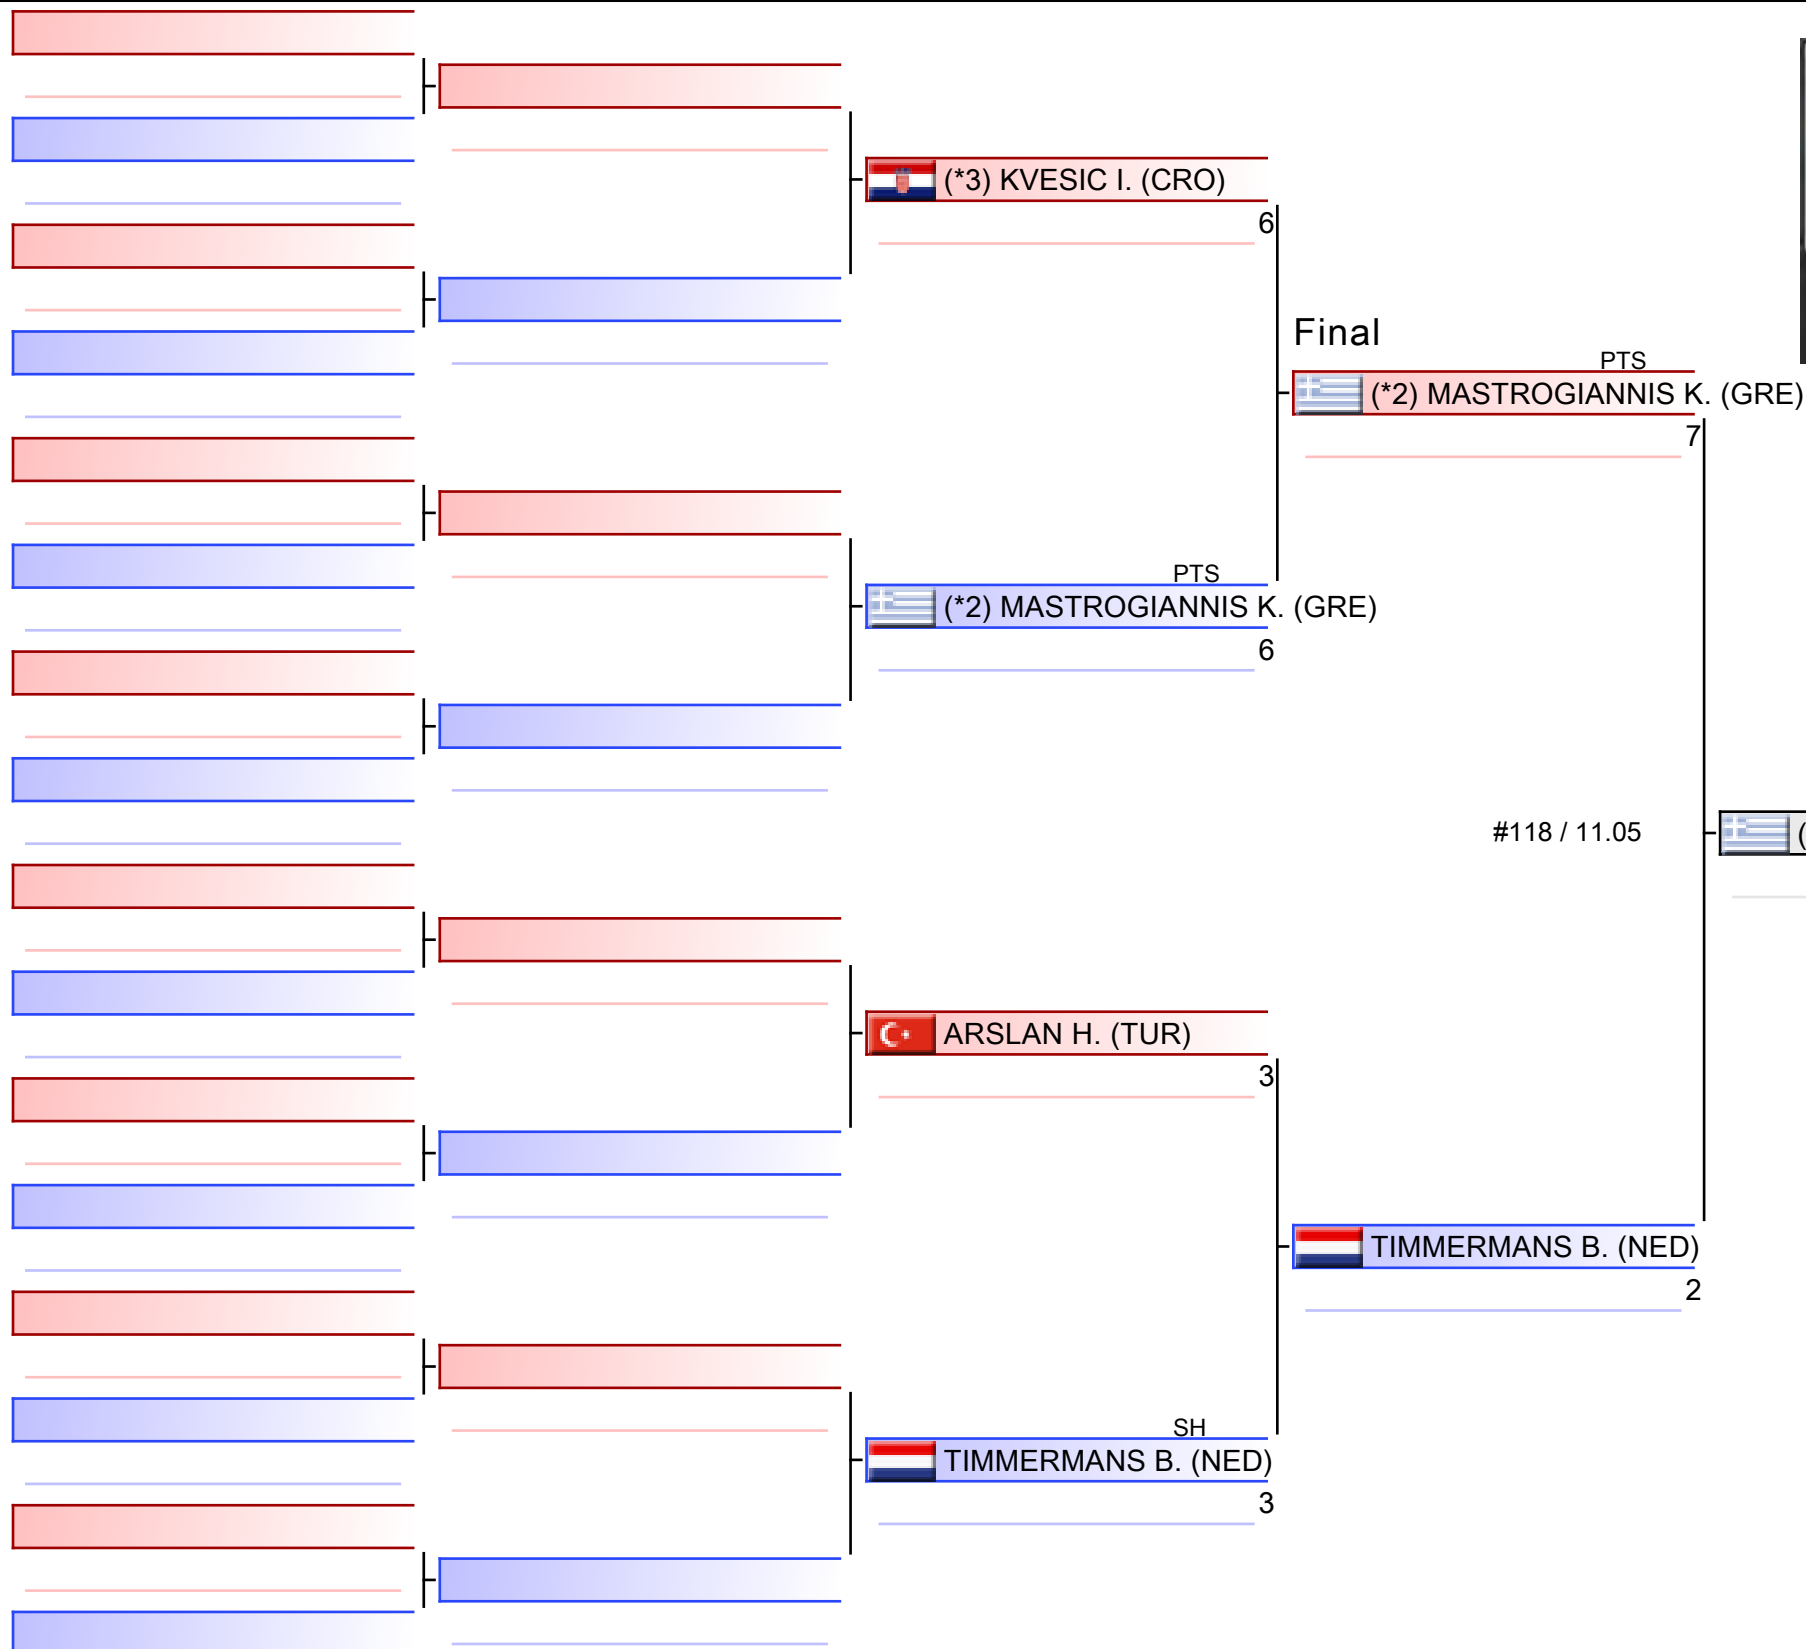 (*3) KVESIC I. (CRO)
6
Final
PTS
(*2) MASTROGIANNIS K. (GRE)
7
PTS
(*2) MASTROGIANNIS K. (GRE)
6
#118 / 11.05
(
ARSLAN H. (TUR)
3
TIMMERMANS B. (NED)
2
SH
TIMMERMANS B. (NED)
3